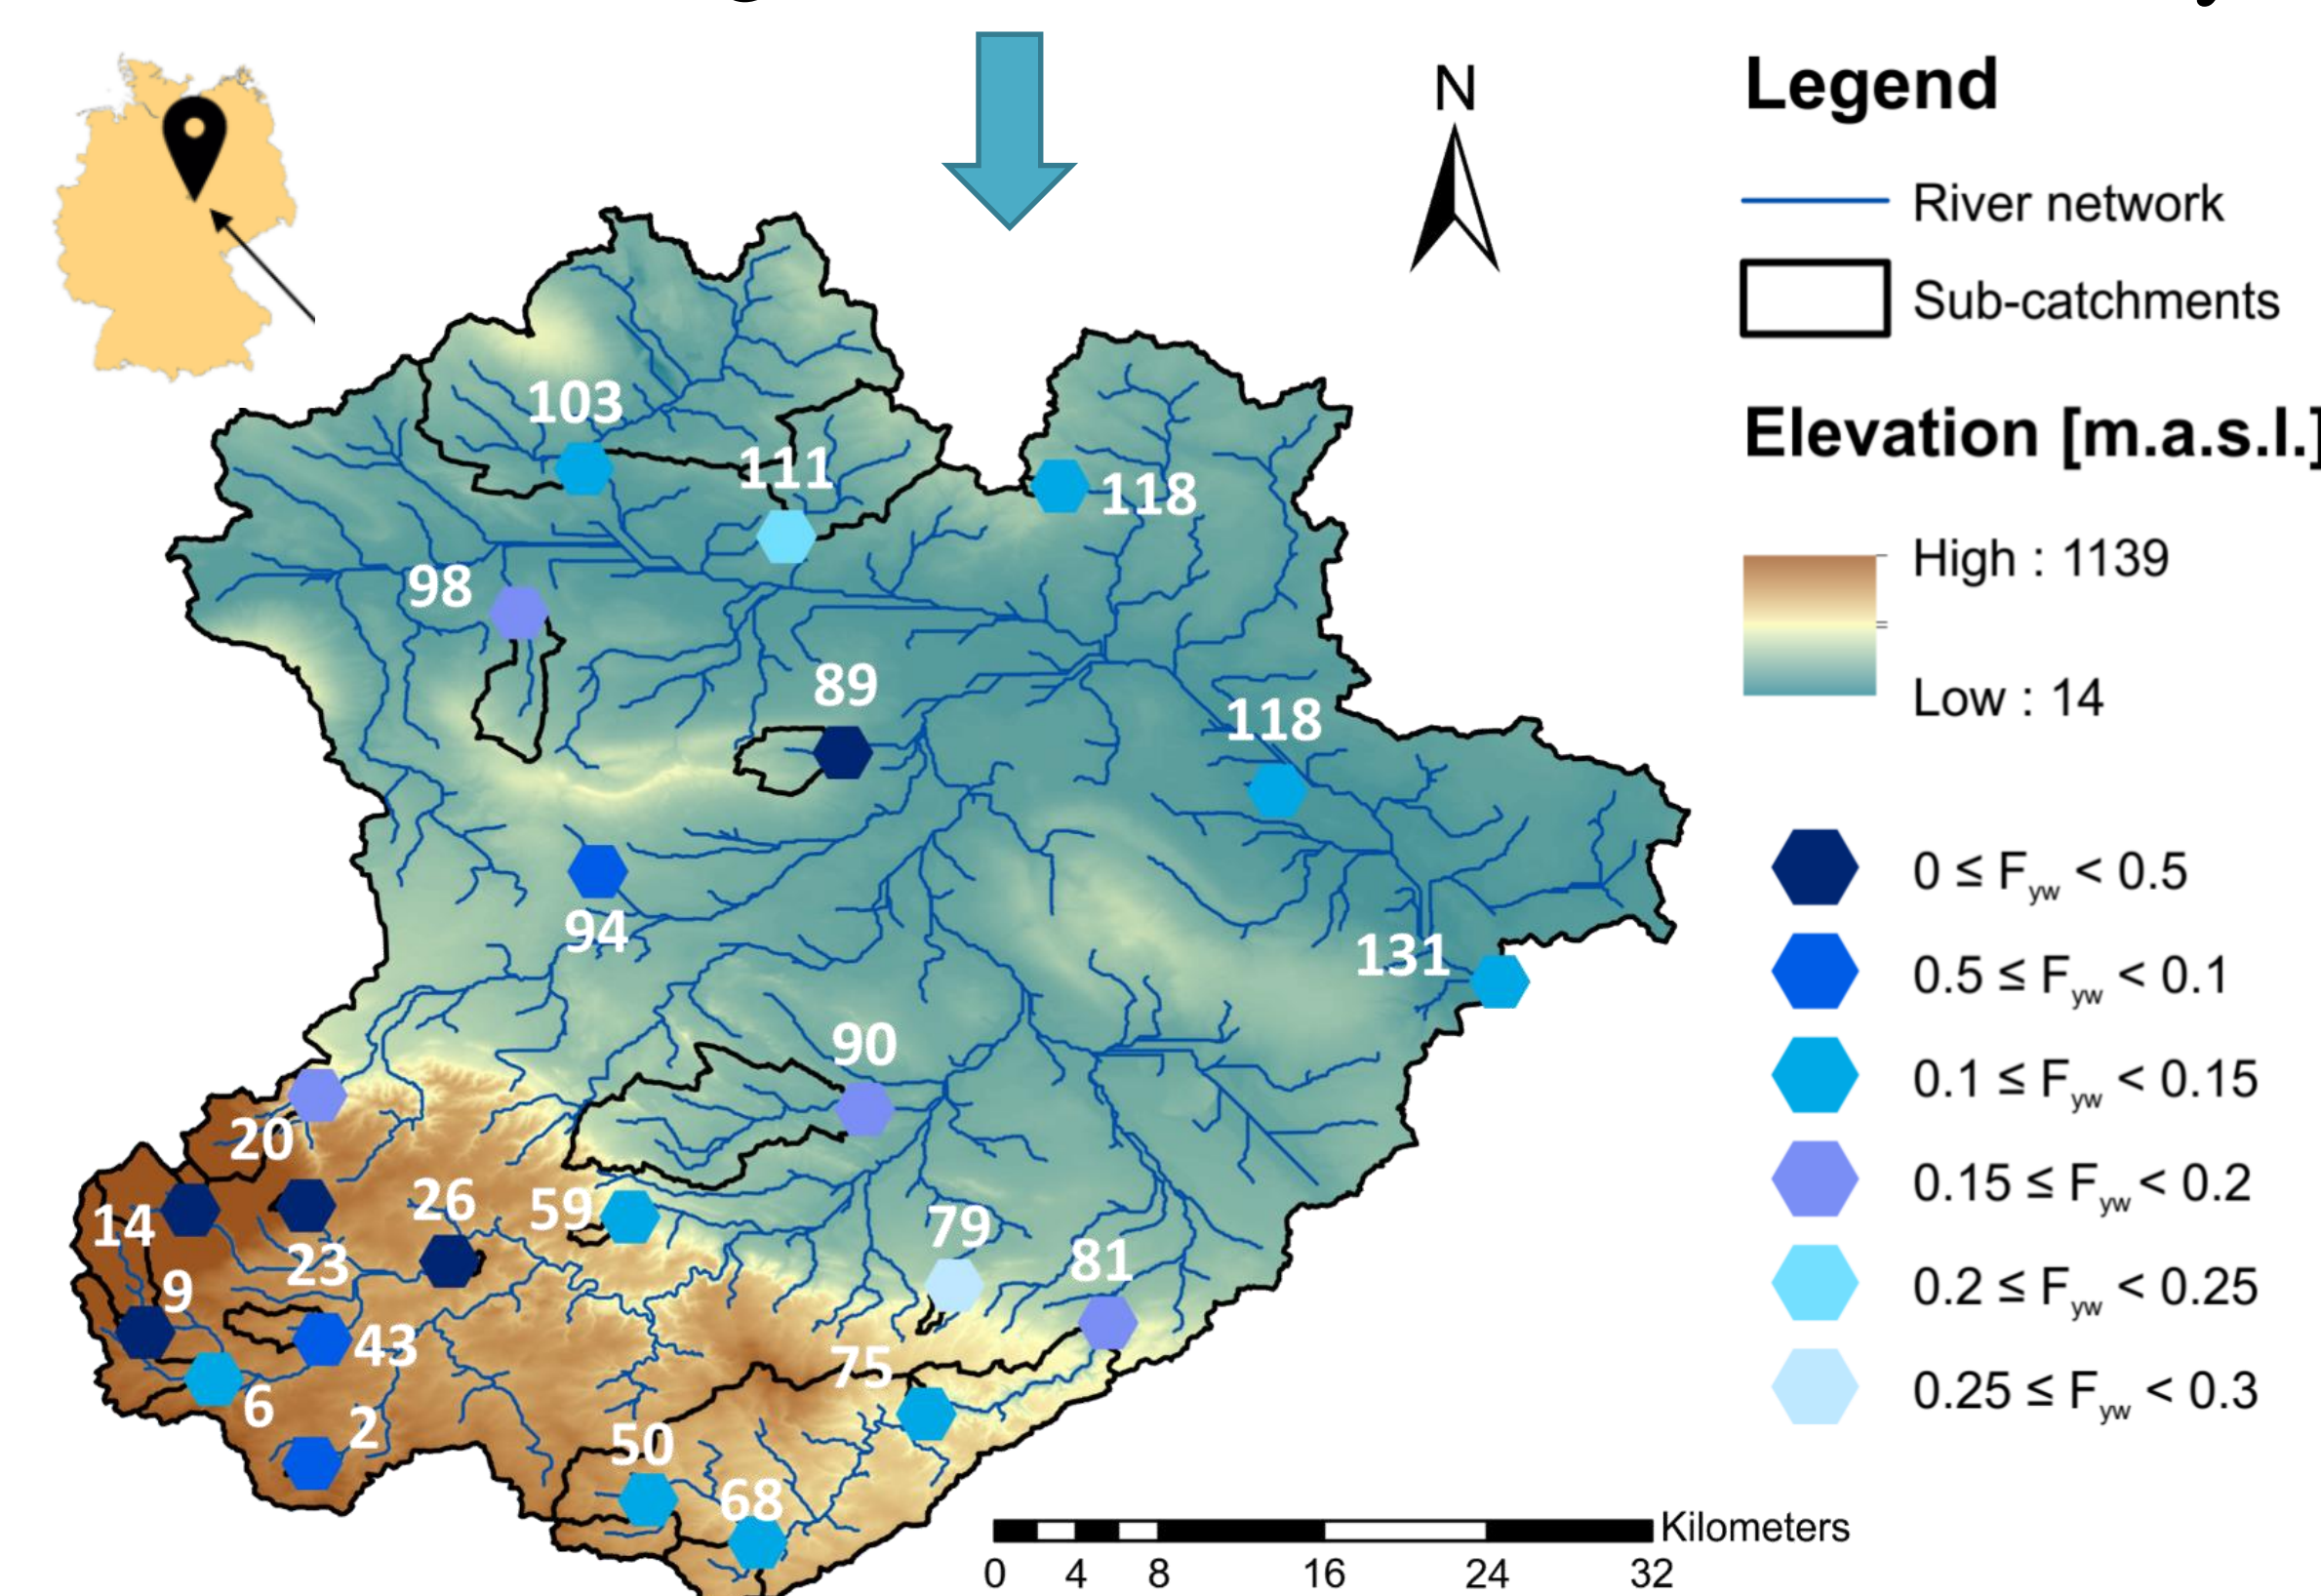 N
103
111
118
98
89
118
94
131
90
20
14
26
59
23
79
81
9
43
75
6
2
50
68
Kilometers
0 4 8 16 24 32
Legend
River network
Sub-catchments
Elevation [m.a.s.l.]
High : 1139
Low : 14
0 ≤ Fyw < 0.5
0.5 ≤ Fyw < 0.1
0.1 ≤ Fyw < 0.15
0.15 ≤ Fyw < 0.2
0.2 ≤ Fyw < 0.25
0.25 ≤ Fyw < 0.3